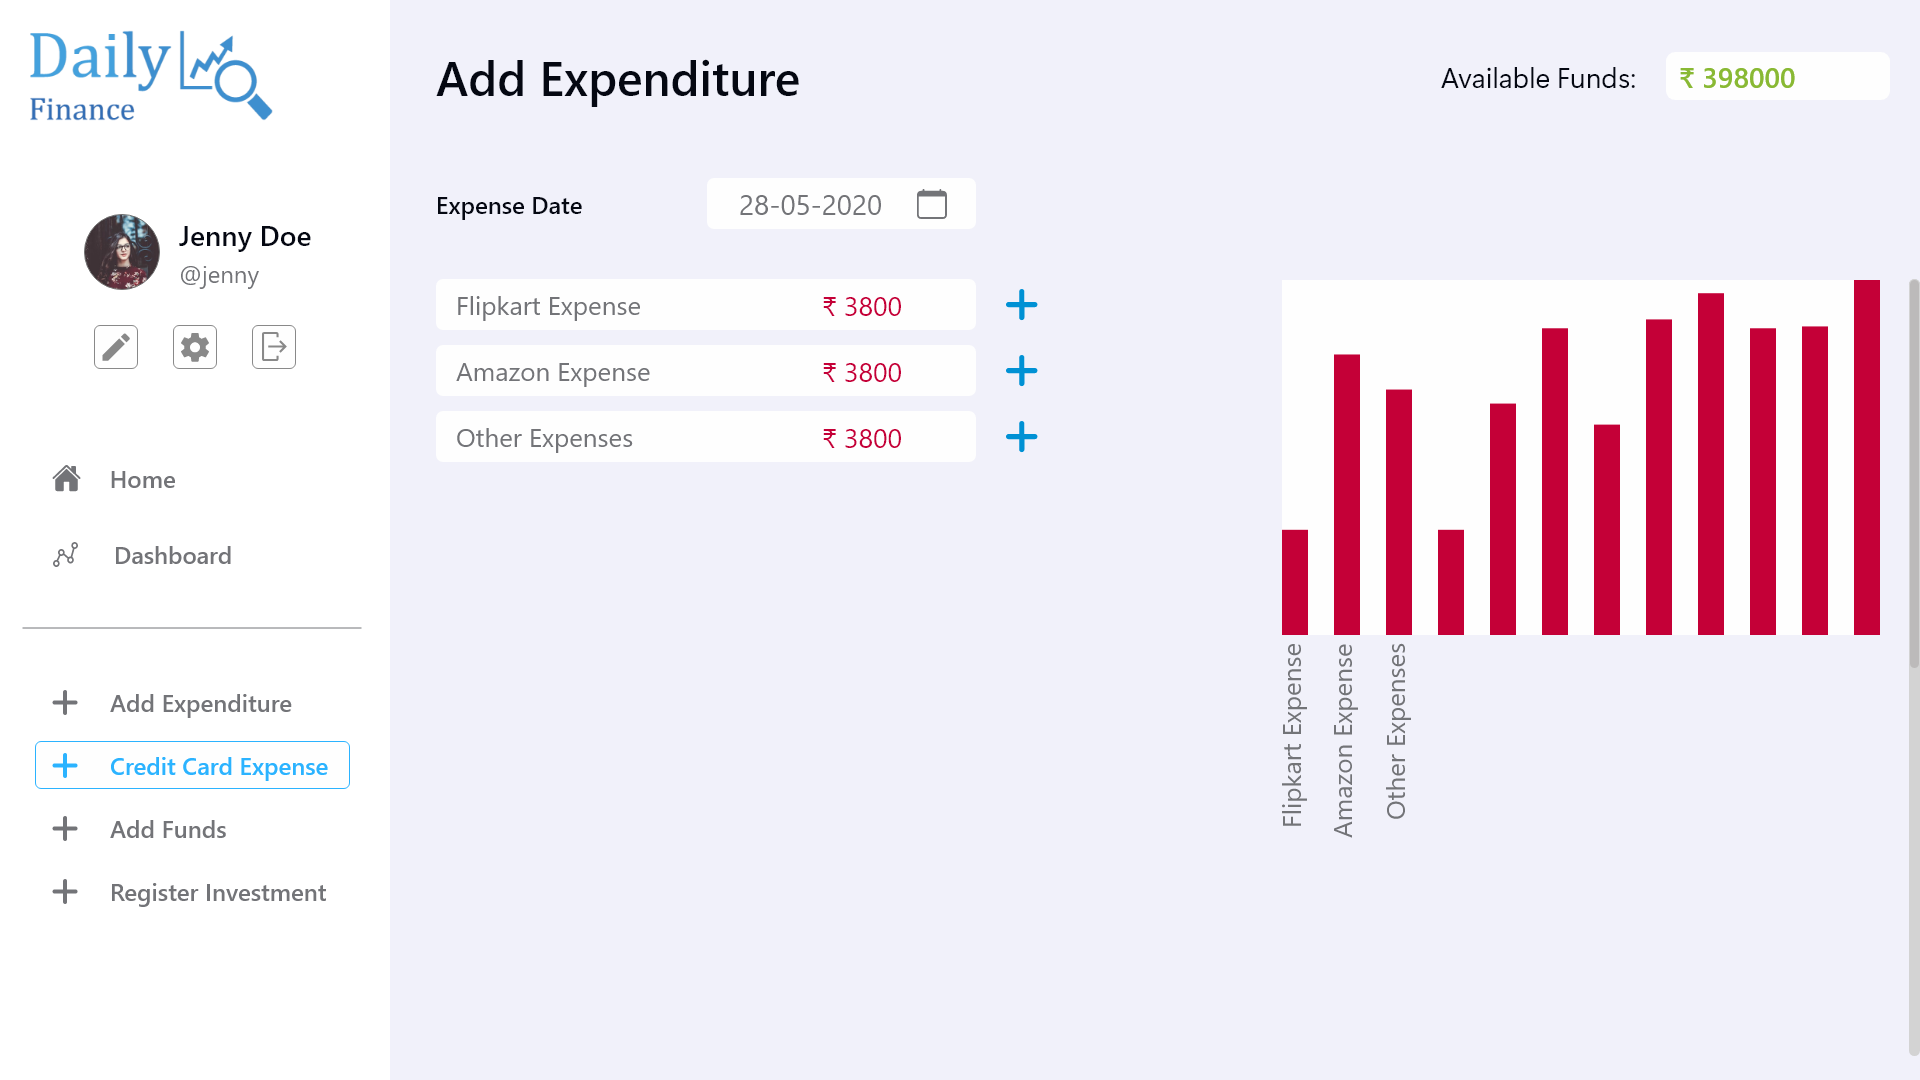 Daily
Finance
Jenny Doe
@jenny
Home
Dashboard
Add Expenditure
Credit Card Expense
Add Funds
Register Investment
Add Expenditure
Available Funds: ₹ 398000
Expense Date 28-05-2020
Flipkart Expense ₹ 3800
Amazon Expense ₹ 3800
Other Expenses ₹ 3800
Flipkart Expense
Amazon Expense
Other Expenses